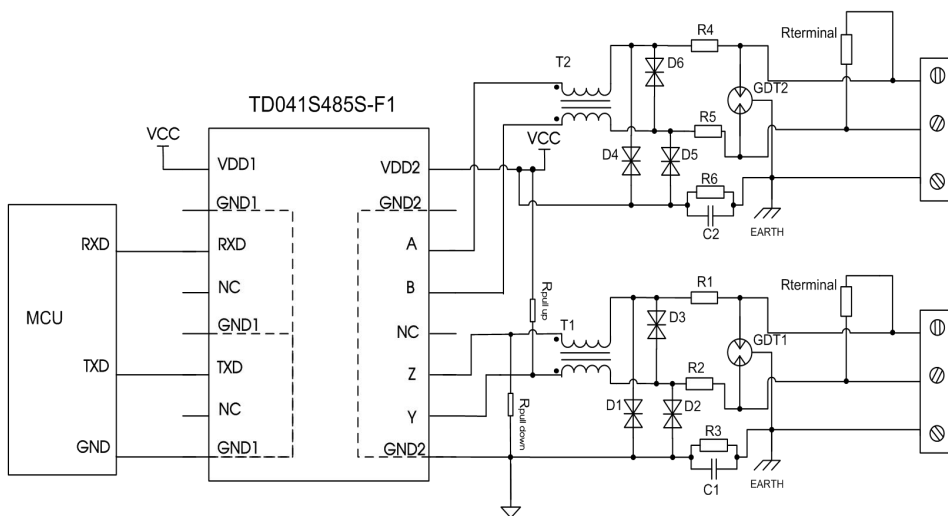 TD041S485S-F1
VCC
VDD1
GND1
RXD
NC
GND1
TXD
NC
GND1
VDD2
GND2
A
B
NC
Z
Y
GND2
MCU
RXD
TXD
GND
VCC
Rpull up
Rpull down
T2
D6
D4
D5
R4
R5
R6
C2
GDT2
EARTH
Rterminal
T1
D3
D1
D2
R1
R2
R3
C1
GDT1
EARTH
Rterminal